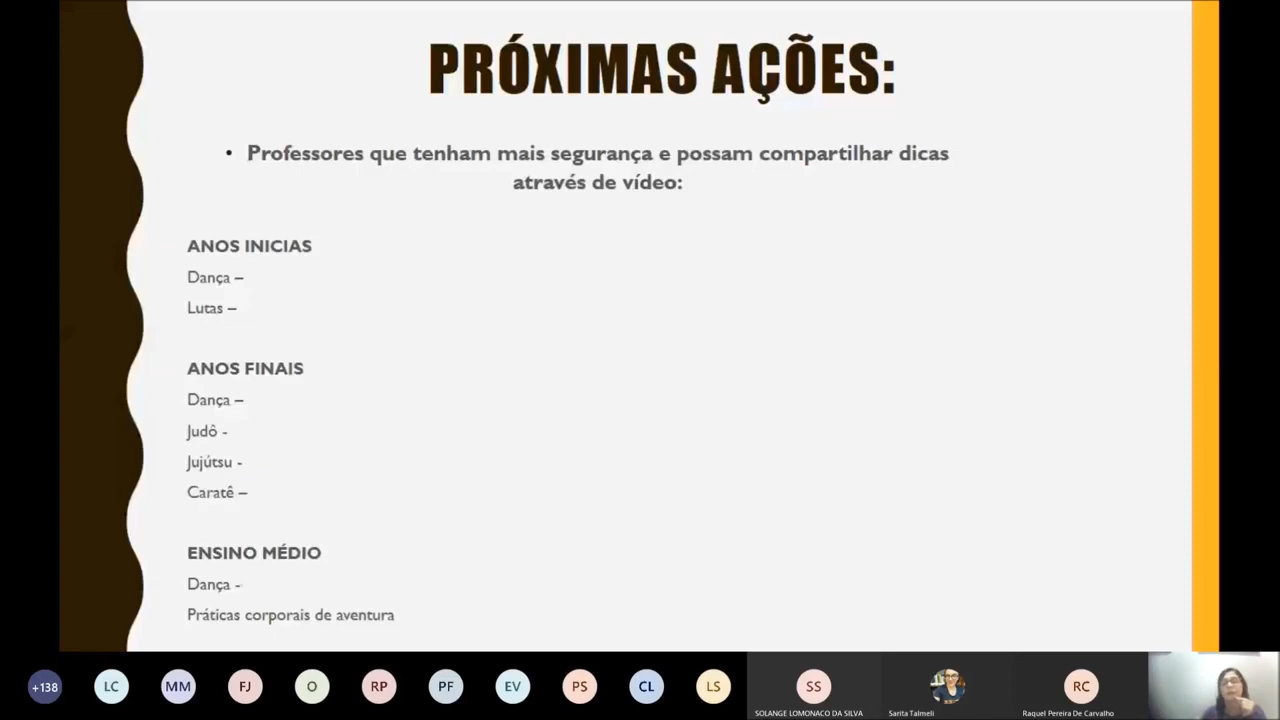 PRÓXIMAS AÇÕES:
• Professores que tenham mais segurança e possam compartilhar dicas
através de vídeo:
ANOS INICIAS
Dança –
Lutas –
ANOS FINAIS
Dança –
Judô -
Jujútsu -
Caratê –
ENSINO MÉDIO
Dança -
Práticas corporais de aventura
+138 LC MM FJ O RP PF EV PS CL LS SS RC
SOLANGE LOMONACO DA SILVA Sarita Talmeli Raquel Pereira De Carvalho